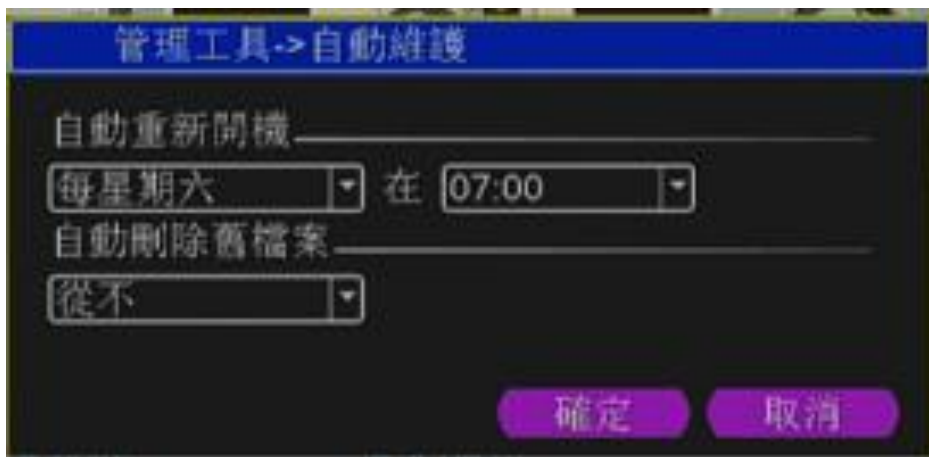 管理工具->自動維護
自動重新開機
每星期六 在 07:00
自動刪除舊檔案
從不
確定 取消